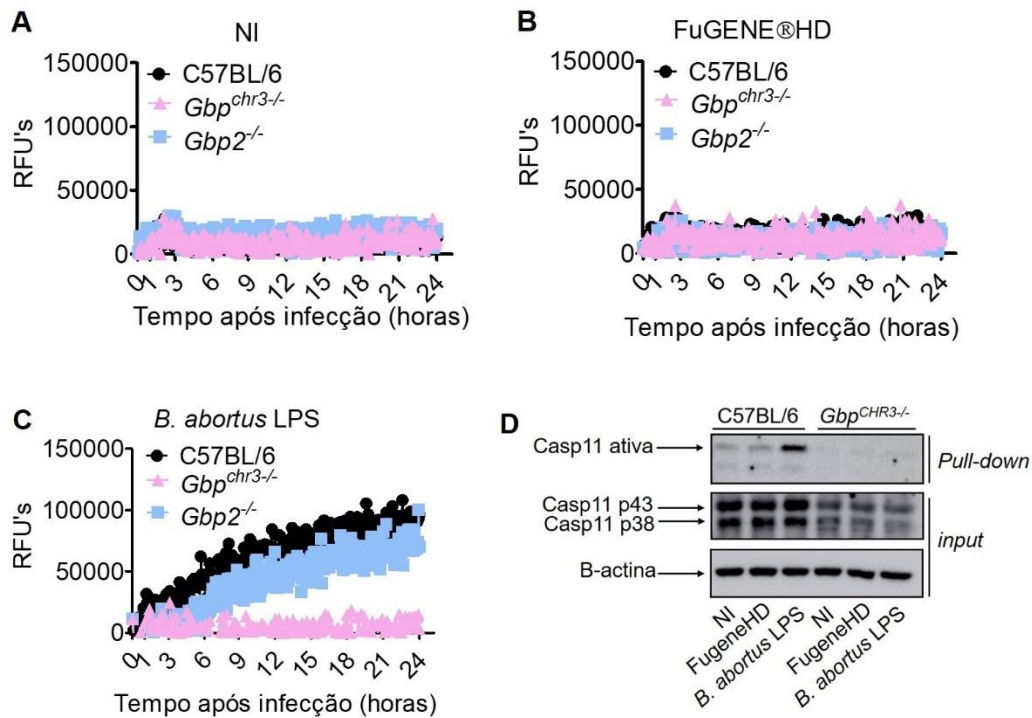 A
NI
RFU's
150000
100000
50000
0
C57BL/6
Gbpchr3-/-
Gbp2-/-
0 1 3 6 9 12 15 18 21 24
Tempo após infecção (horas)
B
FuGENE®HD
RFU's
150000
100000
50000
0
C57BL/6
Gbpchr3-/-
Gbp2-/-
0 1 3 6 9 12 15 18 21 24
Tempo após infecção (horas)
C
B. abortus LPS
RFU's
150000
100000
50000
0
C57BL/6
Gbpchr3-/-
Gbp2-/-
0 1 3 6 9 12 15 18 21 24
Tempo após infecção (horas)
D
C57BL/6 GbpCHR3-/-
Casp11 ativa
Pull-down
Casp11 p43
Casp11 p38
input
B-actina
NI
FugeneHD
B. abortus LPS
NI
FugeneHD
B. abortus LPS